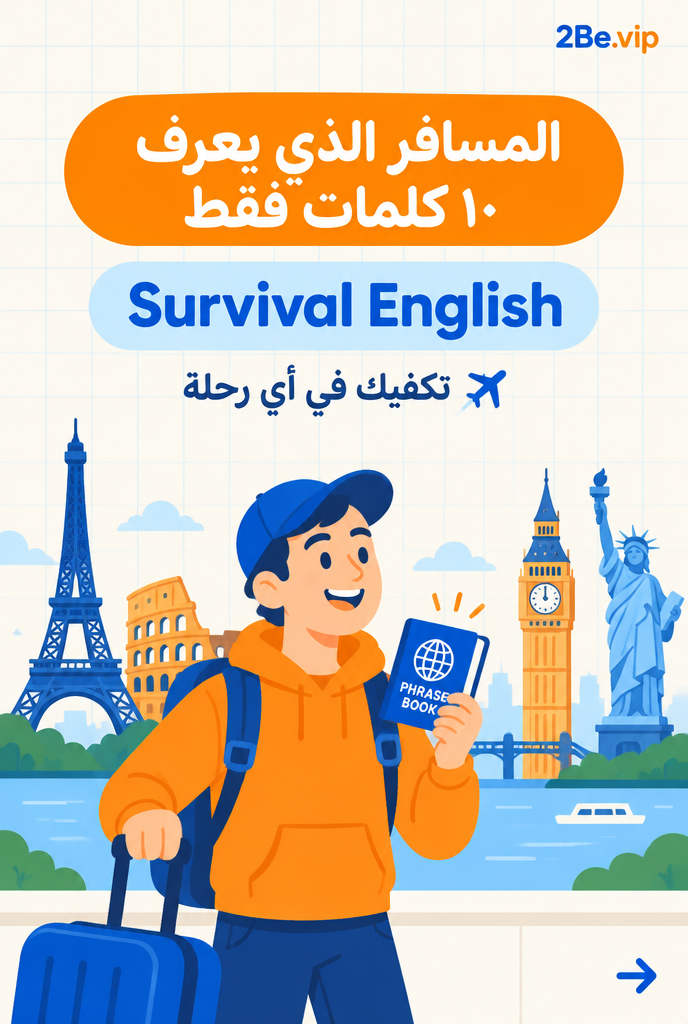 2Be.vip
المسافر الذي يعرف
١٠ كلمات فقط
Survival English
تكفيك في أي رحلة
PHRASE
BOOK